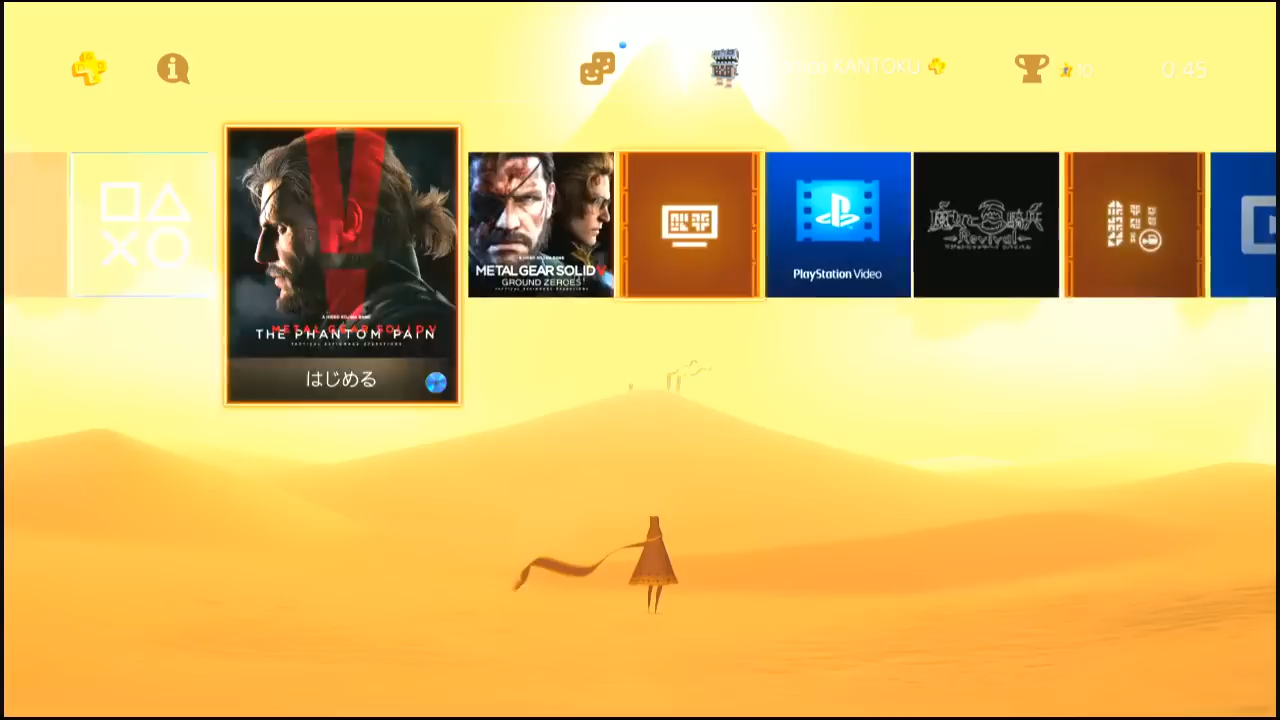 KANTOKU
10
0:45
A HIDEO KOJIMA GAME
METAL GEAR SOLID V
THE PHANTOM PAIN
TACTICAL ESPIONAGE OPERATIONS
はじめる
A HIDEO KOJIMA GAME
METAL GEAR SOLID V
GROUND ZEROES
TACTICAL ESPIONAGE OPERATIONS
PlayStation Video
Revival